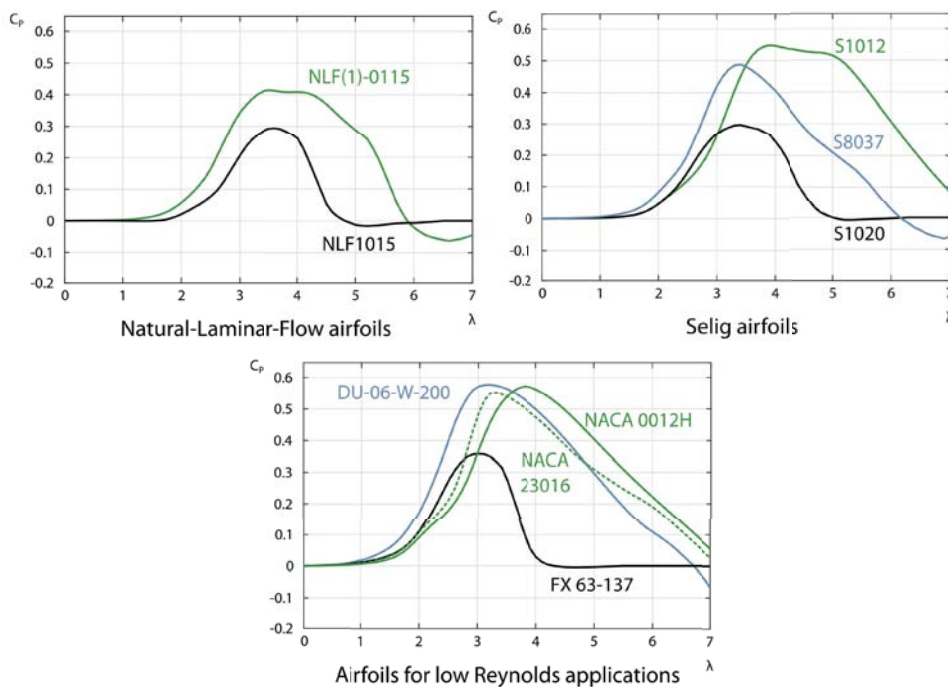 C_P
0.6
0.5
0.4
0.3
0.2
0.1
0
-0.1
-0.2
0 1 2 3 4 5 6 7
λ
NLF(1)-0115
NLF1015
Natural-Laminar-Flow airfoils
C_P
0.6
0.5
0.4
0.3
0.2
0.1
0
-0.1
0.2
0 1 2 3 4 5 6 7
λ
S1012
S8037
S1020
Selig airfoils
C_P
0.6
0.5
0.4
0.3
0.2
0.1
0
-0.1
-0.2
0 1 2 3 4 5 6 7
λ
DU-06-W-200
NACA 0012H
NACA
23016
FX 63-137
Airfoils for low Reynolds applications